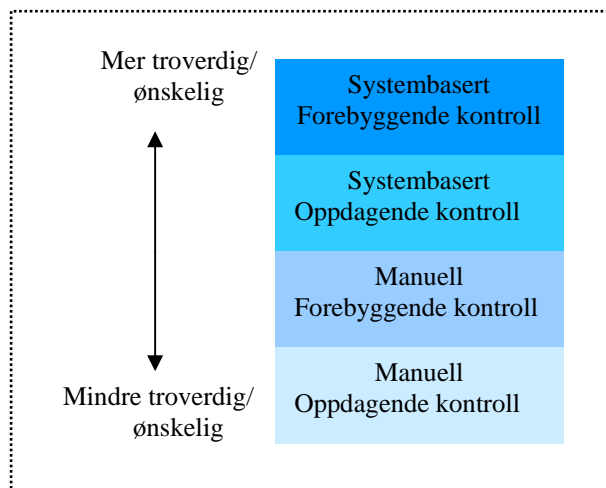 Mer troverdig/
ønskelig
Systembasert
Forebyggende kontroll
Systembasert
Oppdagende kontroll
Manuell
Forebyggende kontroll
Manuell
Oppdagende kontroll
Mindre troverdig/
ønskelig